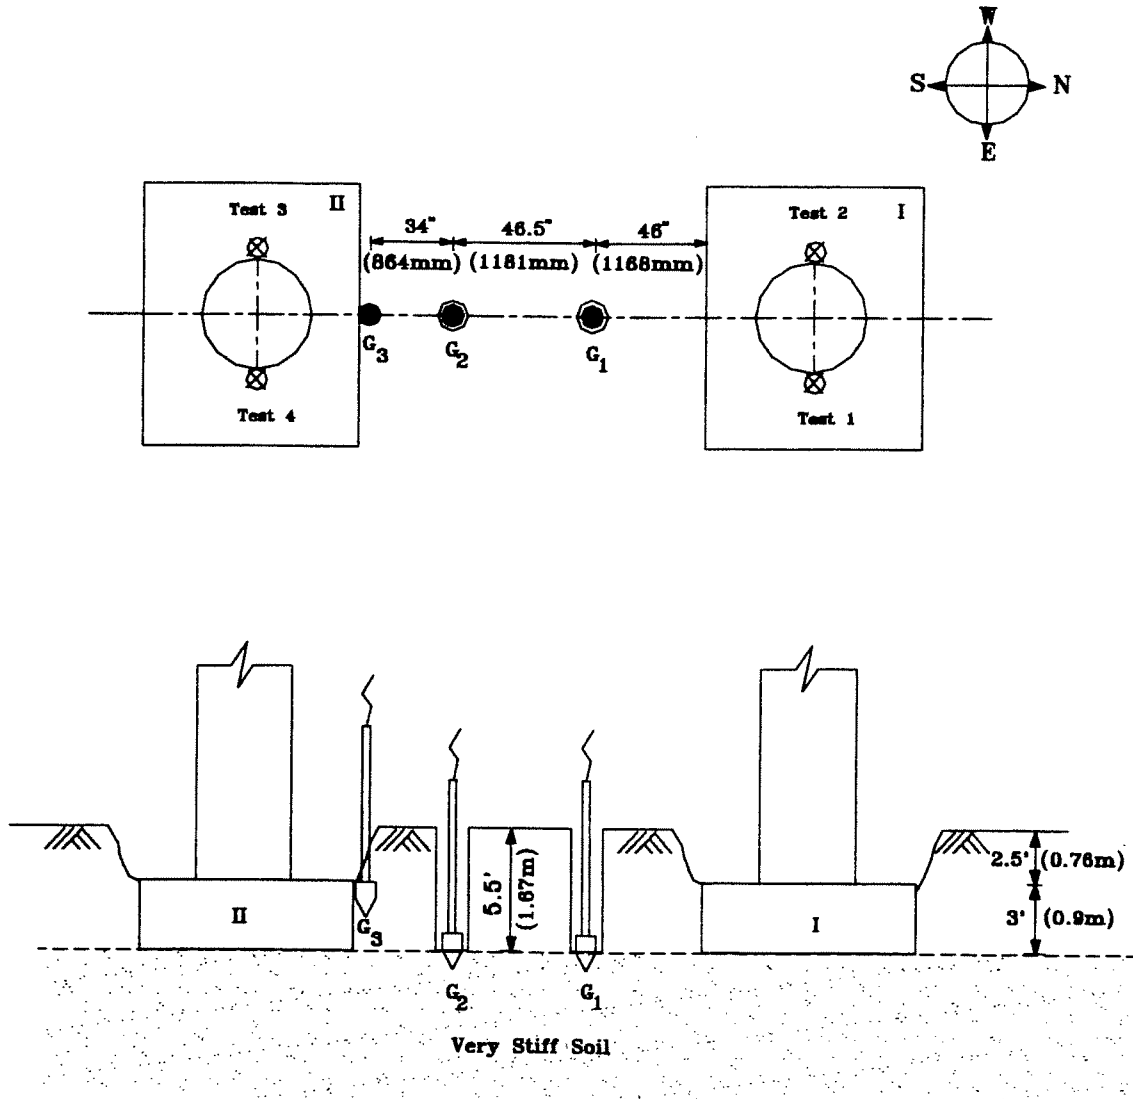 W
S N
E
Test 3 II
Test 2 I
34" 46.5" 46"
(864mm) (1181mm) (1168mm)
G3 G2 G1
Test 4
Test 1
2.5' (0.76m)
5.5'
(1.67m)
II
I
3' (0.9m)
G3
G2
G1
Very Stiff Soil